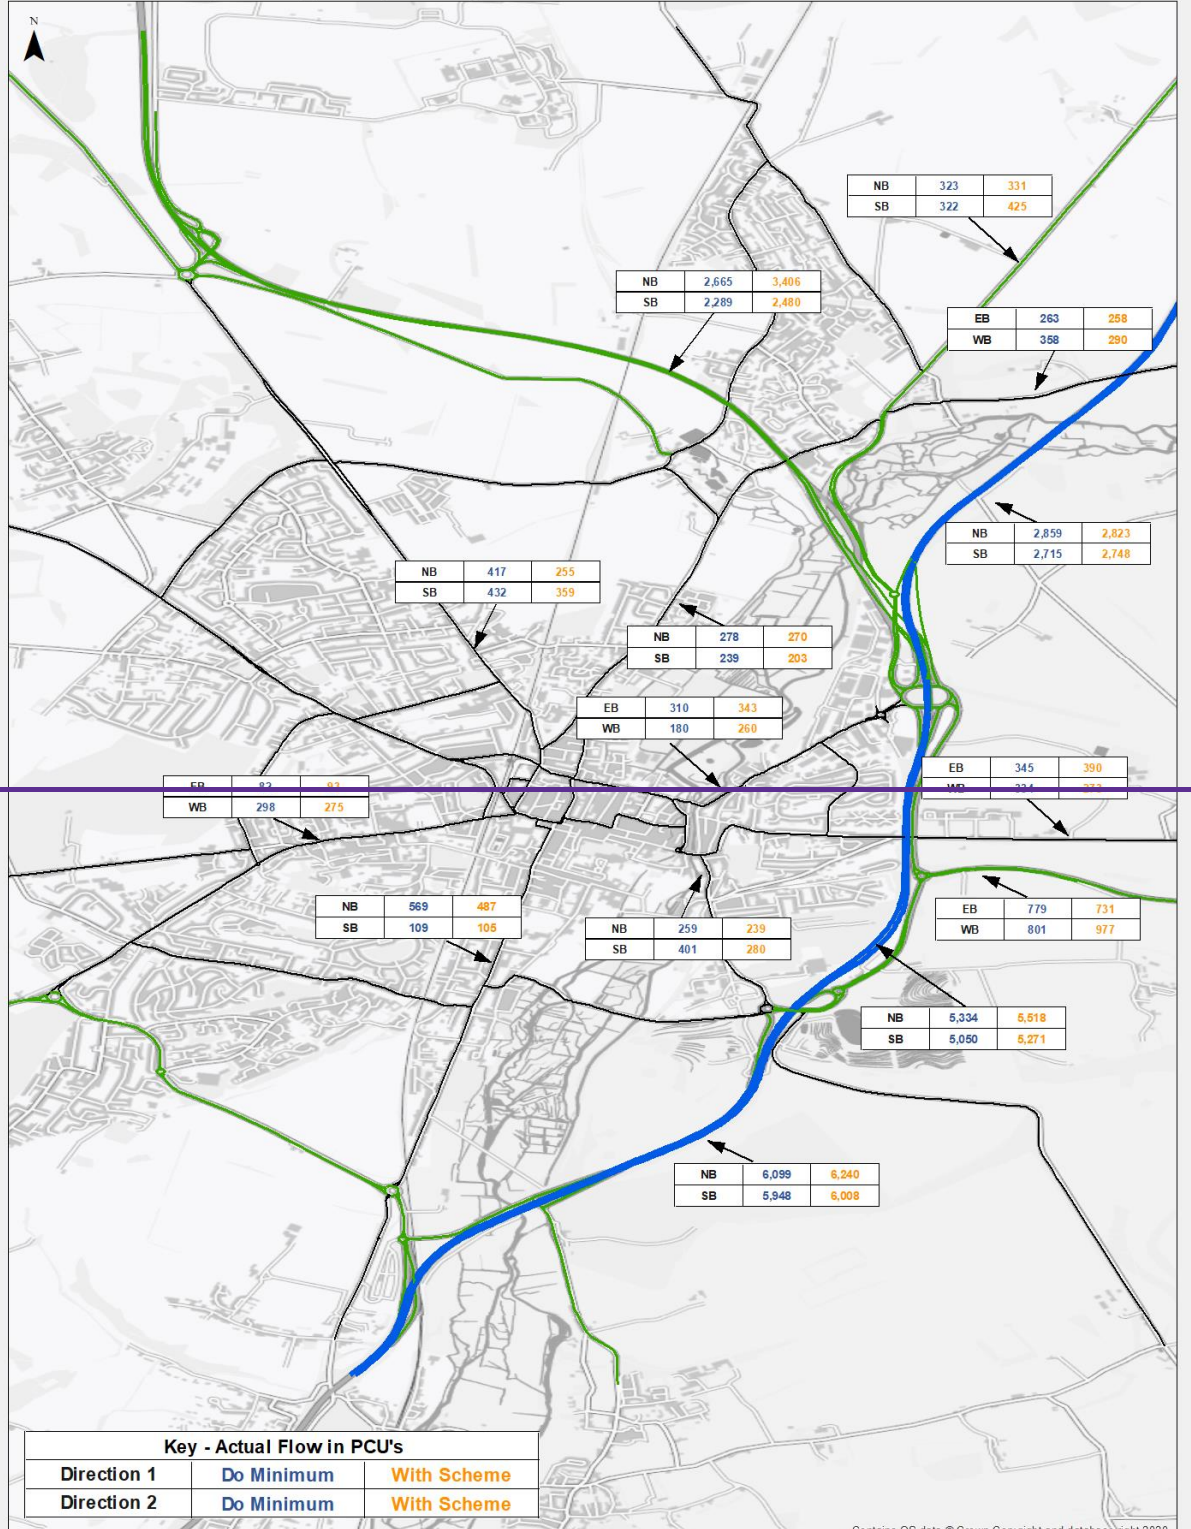 N
NB 323 331
SB 322 425
NB 2,665 3,406
SB 2,289 2,480
EB 263 258
WB 358 290
NB 2,859 2,823
SB 2,715 2,748
NB 417 255
SB 432 359
NB 278 270
SB 239 203
EB 310 343
WB 180 260
EB 345 390
WB
EB
WB 298 275
NB 569 487
SB 109 105
NB 259 239
SB 401 280
EB 779 731
WB 801 977
NB 5,334 5,518
SB 5,050 5,271
NB 6,099 6,240
SB 5,948 6,008
Key - Actual Flow in PCU's
Direction 1 Do Minimum With Scheme
Direction 2 Do Minimum With Scheme